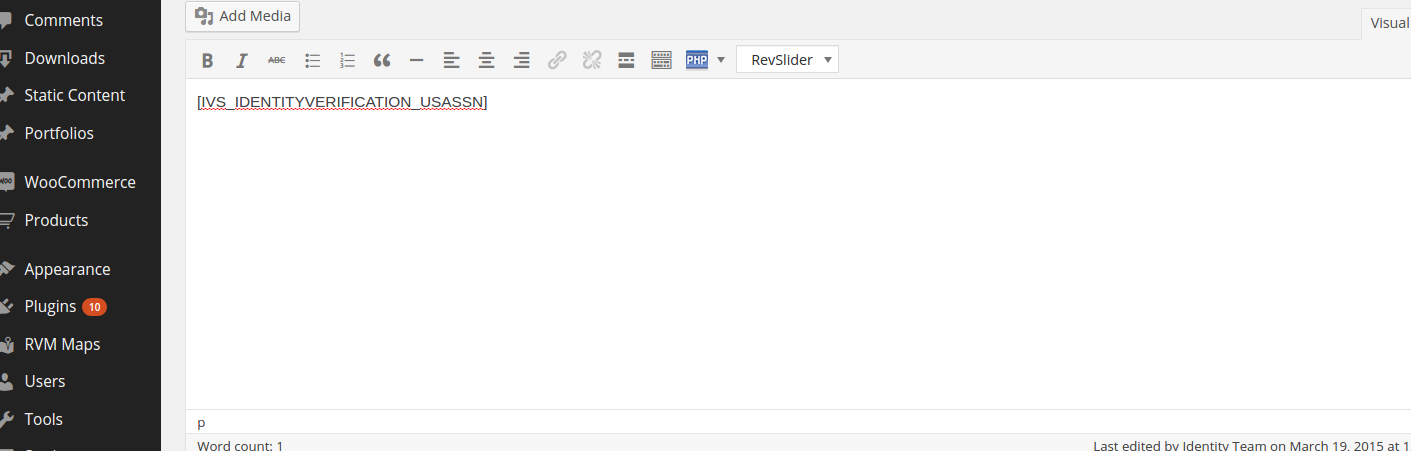 Add Media
Visual
Comments
Downloads
Static Content
Portfolios
WooCommerce
Products
Appearance
Plugins 10
RVM Maps
Users
Tools
B I ABC PHP RevSlider
[IVS_IDENTITYVERIFICATION_USASSN]
p
Word count: 1
Last edited by Identity Team on March 19, 2015 at 1